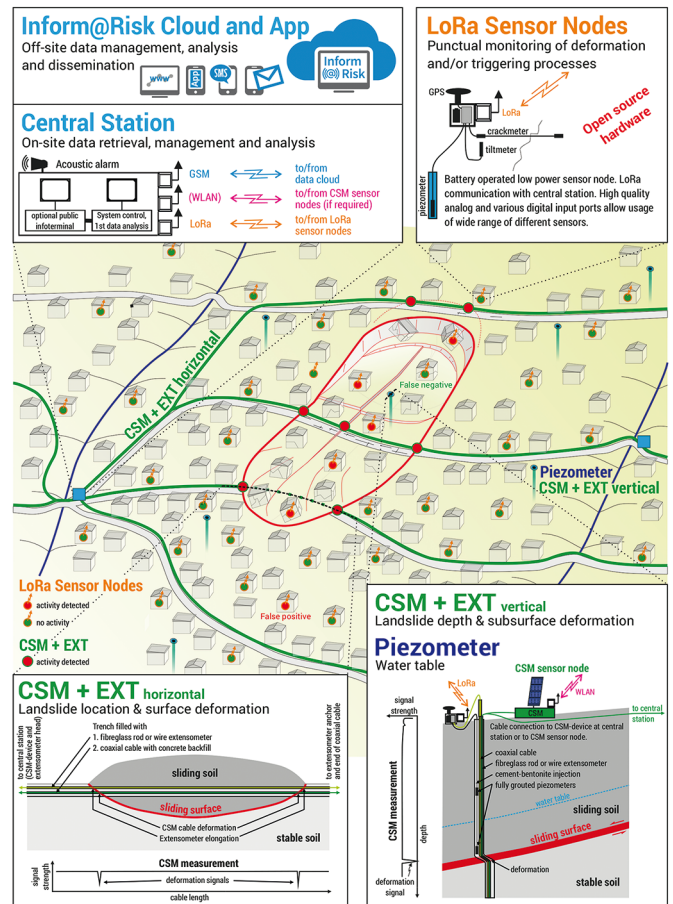 Inform@Risk Cloud and App
Off-site data management, analysis
and dissemination
www
App
SMS
Inform
Risk
Central Station
On-site data retrieval, management and analysis
Acoustic alarm
optional public
infoterminal
System control,
1st data analysis
GSM
to/from
data cloud
(WLAN)
to/from CSM sensor
nodes (if required)
LoRa
to/from LoRa
sensor nodes
LoRa Sensor Nodes
Punctual monitoring of deformation
and/or triggering processes
GPS
LoRa
Open source
hardware
crackmeter
tiltmeter
piezometer
Battery operated low power sensor node. LoRa
communication with central station. High quality
analog and various digital input ports allow usage
of wide range of different sensors.
CSM + EXT horizontal
False negative
Piezometer
CSM + EXT vertical
False positive
LoRa Sensor Nodes
activity detected
no activity
CSM + EXT
activity detected
CSM + EXT horizontal
Landslide location & surface deformation
to central station
(CSM-device and
extensometer head)
Trench filled with
1. fibreglass rod or wire extensometer
2. coaxial cable with concrete backfill
to extensometer anchor
and end of coaxial cable
sliding soil
sliding surface
CSM cable deformation
Extensometer elongation
stable soil
signal
strength
CSM measurement
deformation signals
cable length
CSM + EXT vertical
Landslide depth & subsurface deformation
Piezometer
Water table
CSM sensor node
signal
strength
LoRa
WLAN
CSM
to central
station
Cable connection to CSM-device at central
station or to CSM sensor node.
coaxial cable
fibreglass rod or wire extensometer
cement-bentonite injection
fully grouted piezometers
CSM measurement
depth
water table
sliding soil
sliding surface
deformation
deformation
signal
stable soil